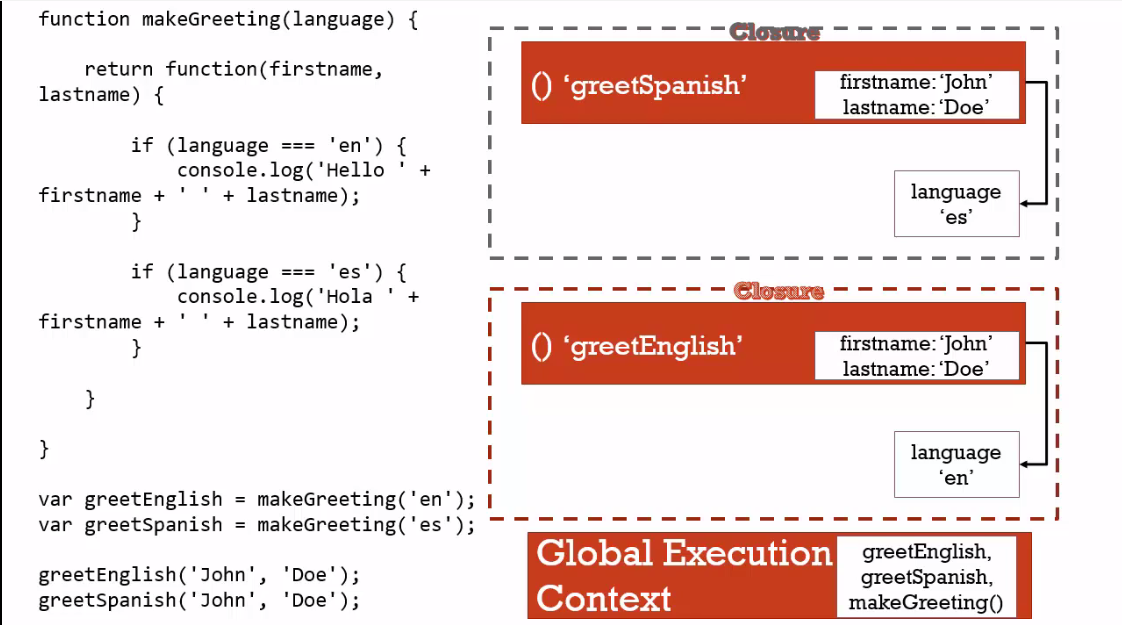 function makeGreeting(language) {
return function(firstname,
lastname) {
if (language === 'en') {
console.log('Hello ' +
firstname + ' ' + lastname);
}
if (language === 'es') {
console.log('Hola ' +
firstname + ' ' + lastname);
}
}
}
var greetEnglish = makeGreeting('en');
var greetSpanish = makeGreeting('es');
greetEnglish('John', 'Doe');
greetSpanish('John', 'Doe');
Closure
() ‘greetSpanish’
firstname: ‘John’
lastname: ‘Doe’
language
‘es’
Closure
() ‘greetEnglish’
firstname: ‘John’
lastname: ‘Doe’
language
‘en’
Global Execution
Context
greetEnglish,
greetSpanish,
makeGreeting()